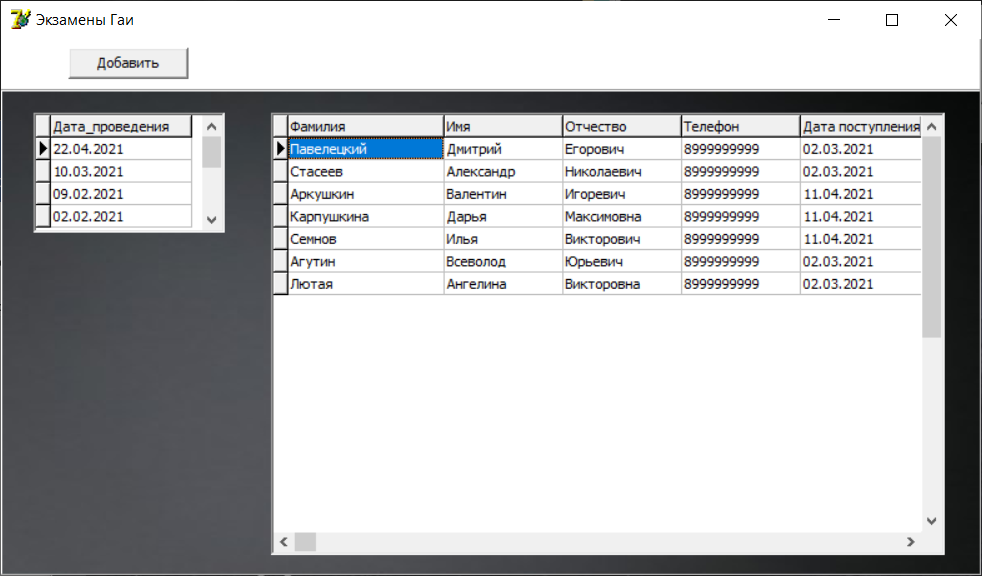 Экзамены Гаи
Добавить
Дата_проведения
22.04.2021
10.03.2021
09.02.2021
02.02.2021
Фамилия Имя Отчество Телефон Дата поступления
Павелецкий Дмитрий Егорович 8999999999 02.03.2021
Стасеев Александр Николаевич 8999999999 02.03.2021
Аркушкин Валентин Игоревич 8999999999 11.04.2021
Карпушкина Дарья Максимовна 8999999999 11.04.2021
Семнов Илья Викторович 8999999999 11.04.2021
Агутин Всеволод Юрьевич 8999999999 02.03.2021
Лютая Ангелина Викторовна 8999999999 02.03.2021